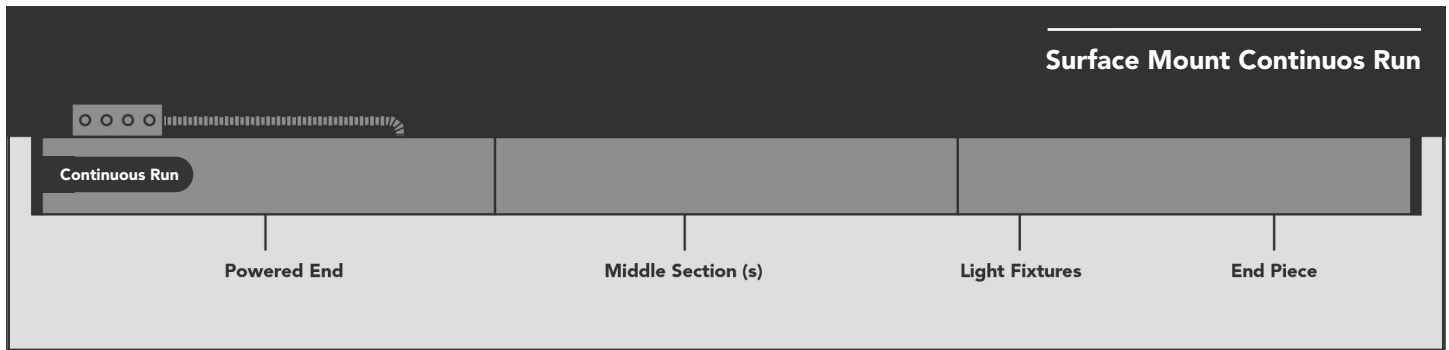 Surface Mount Continuos Run
Continuous Run
Powered End
Middle Section (s)
Light Fixtures
End Piece